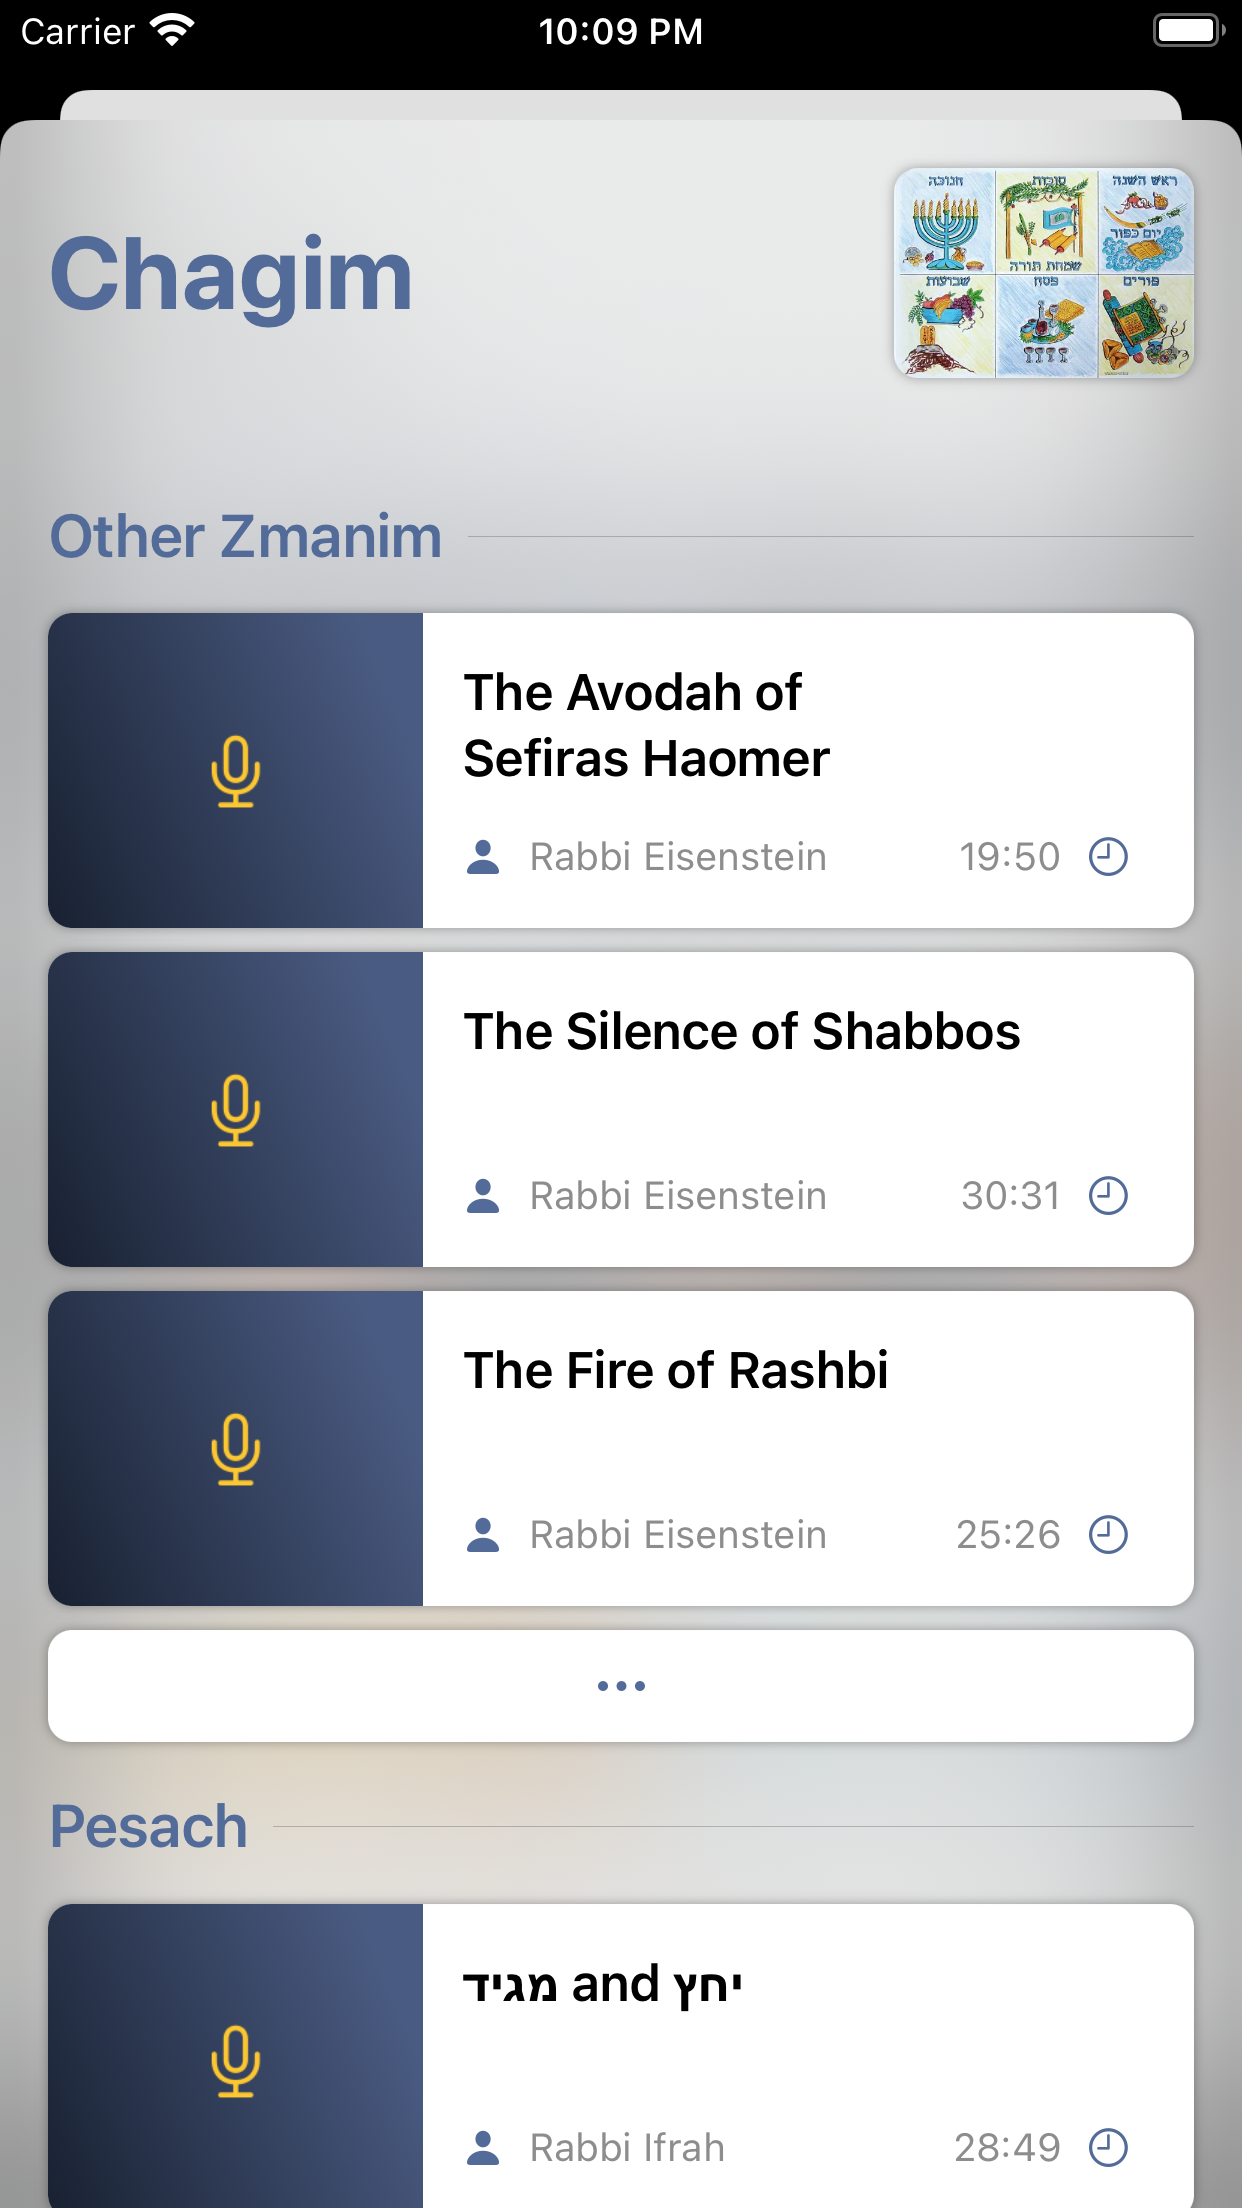 Carrier 10:09 PM
Chagim
חנוכה
סוכות
ראש השנה
יום כפור
שמחת תורה
שבועות
פסח
פורים
Other Zmanim
The Avodah of
Sefiras Haomer
Rabbi Eisenstein 19:50
The Silence of Shabbos
Rabbi Eisenstein 30:31
The Fire of Rashbi
Rabbi Eisenstein 25:26
...
Pesach
יחץ and מגיד
Rabbi Ifrah 28:49